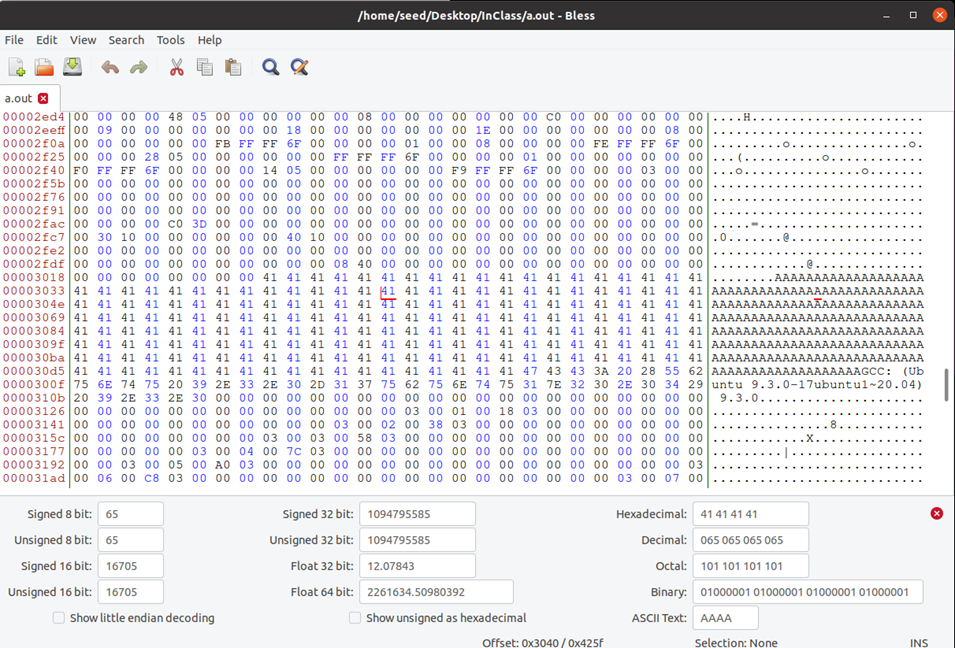 /home/seed/Desktop/InClass/a.out - Bless
File Edit View Search Tools Help
a.out
00002ed4 00 00 00 00 48 05 00 00 00 00 00 00 08 00 00 00 00 00 00 00 C0 00 00 00 00 00 00 ....H......................
00002eff 00 09 00 00 00 00 00 00 00 18 00 00 00 00 00 00 00 1E 00 00 00 00 00 00 00 08 00 ...........................
00002f0a 00 00 00 00 00 00 FB FF FF 6F 00 00 00 00 01 00 00 08 00 00 00 00 FE FF FF 6F 00 .........o...............o.
00002f25 00 00 00 28 05 00 00 00 00 00 00 FF FF FF 6F 00 00 00 00 01 00 00 00 00 00 00 00 ...(..........o............
00002f40 F0 FF FF 6F 00 00 00 00 14 05 00 00 00 00 00 00 F9 FF FF 6F 00 00 00 00 03 00 00 ...o...............o.......
00002f5b 00 00 00 00 00 00 00 00 00 00 00 00 00 00 00 00 00 00 00 00 00 00 00 00 00 00 00 ...........................
00002f76 00 00 00 00 00 00 00 00 00 00 00 00 00 00 00 00 00 00 00 00 00 00 00 00 00 00 00 ...........................
00002f91 00 00 00 00 00 00 00 00 00 00 00 00 00 00 00 00 00 00 00 00 00 00 00 00 00 00 00 ...........................
00002fac 00 00 00 00 C0 3D 00 00 00 00 00 00 00 00 00 00 00 00 00 00 00 00 00 00 00 00 00 .....=.....................
00002fc7 00 30 10 00 00 00 00 00 00 40 10 00 00 00 00 00 00 00 00 00 00 00 00 00 00 00 00 .0.......@.................
00002fe2 00 00 00 00 00 00 00 00 00 00 00 00 00 00 00 00 00 00 00 00 00 00 00 00 00 00 00 ...........................
00002fdf 00 00 00 00 00 00 00 00 00 00 00 08 40 00 00 00 00 00 00 00 00 00 00 00 00 00 00 ............@..............
00003018 00 00 00 00 00 00 00 00 41 41 41 41 41 41 41 41 41 41 41 41 41 41 41 41 41 41 41 ........AAAAAAAAAAAAAAAAAAA
00003033 41 41 41 41 41 41 41 41 41 41 41 41 41 41 41 41 41 41 41 41 41 41 41 41 41 41 41 AAAAAAAAAAAAAAAAAAAAAAAAAAA
0000304e 41 41 41 41 41 41 41 41 41 41 41 41 41 41 41 41 41 41 41 41 41 41 41 41 41 41 41 AAAAAAAAAAAAAAAAAAAAAAAAAAA
00003069 41 41 41 41 41 41 41 41 41 41 41 41 41 41 41 41 41 41 41 41 41 41 41 41 41 41 41 AAAAAAAAAAAAAAAAAAAAAAAAAAA
00003084 41 41 41 41 41 41 41 41 41 41 41 41 41 41 41 41 41 41 41 41 41 41 41 41 41 41 41 AAAAAAAAAAAAAAAAAAAAAAAAAAA
0000309f 41 41 41 41 41 41 41 41 41 41 41 41 41 41 41 41 41 41 41 41 41 41 41 41 41 41 41 AAAAAAAAAAAAAAAAAAAAAAAAAAA
000030ba 41 41 41 41 41 41 41 41 41 41 41 41 41 41 41 41 41 41 41 41 41 41 41 41 41 41 41 AAAAAAAAAAAAAAAAAAAAAAAAAAA
000030d5 41 41 41 41 41 41 41 41 41 41 41 41 41 41 41 41 41 41 41 47 43 43 3A 20 28 55 62 AAAAAAAAAAAAAAAAAAAGCC: (Ub
0000300f 75 6E 74 75 20 39 2E 33 2E 30 2D 31 37 75 62 75 6E 74 75 31 7E 32 30 2E 30 34 29 untu 9.3.0-17ubuntu1~20.04)
0000310b 20 39 2E 33 2E 30 00 00 00 00 00 00 00 00 00 00 00 00 00 00 00 00 00 00 00 00 00  9.3.0.....................
00003126 00 00 00 00 00 00 00 00 00 00 00 00 00 00 03 00 01 00 18 03 00 00 00 00 00 00 00 ...........................
00003141 00 00 00 00 00 00 00 00 00 00 00 03 00 02 00 38 03 00 00 00 00 00 00 00 00 00 00 ...............8...........
0000315c 00 00 00 00 00 00 00 00 03 00 03 00 58 03 00 00 00 00 00 00 00 00 00 00 00 00 00 ............X..............
00003177 00 00 00 00 00 03 00 04 00 7C 03 00 00 00 00 00 00 00 00 00 00 00 00 00 00 00 00 .........|.................
00003192 00 00 03 00 05 00 A0 03 00 00 00 00 00 00 00 00 00 00 00 00 00 00 00 00 00 00 03 ...........................
000031ad 00 06 00 C8 03 00 00 00 00 00 00 00 00 00 00 00 00 00 00 00 00 00 00 03 00 07 00 ...........................
Signed 8 bit: 65 Signed 32 bit: 1094795585 Hexadecimal: 41 41 41 41
Unsigned 8 bit: 65 Unsigned 32 bit: 1094795585 Decimal: 065 065 065 065
Signed 16 bit: 16705 Float 32 bit: 12.07843 Octal: 101 101 101 101
Unsigned 16 bit: 16705 Float 64 bit: 2261634.50980392 Binary: 01000001 01000001 01000001 01000001
Show little endian decoding Show unsigned as hexadecimal ASCII Text: AAAA
Offset: 0x3040 / 0x425f Selection: None INS